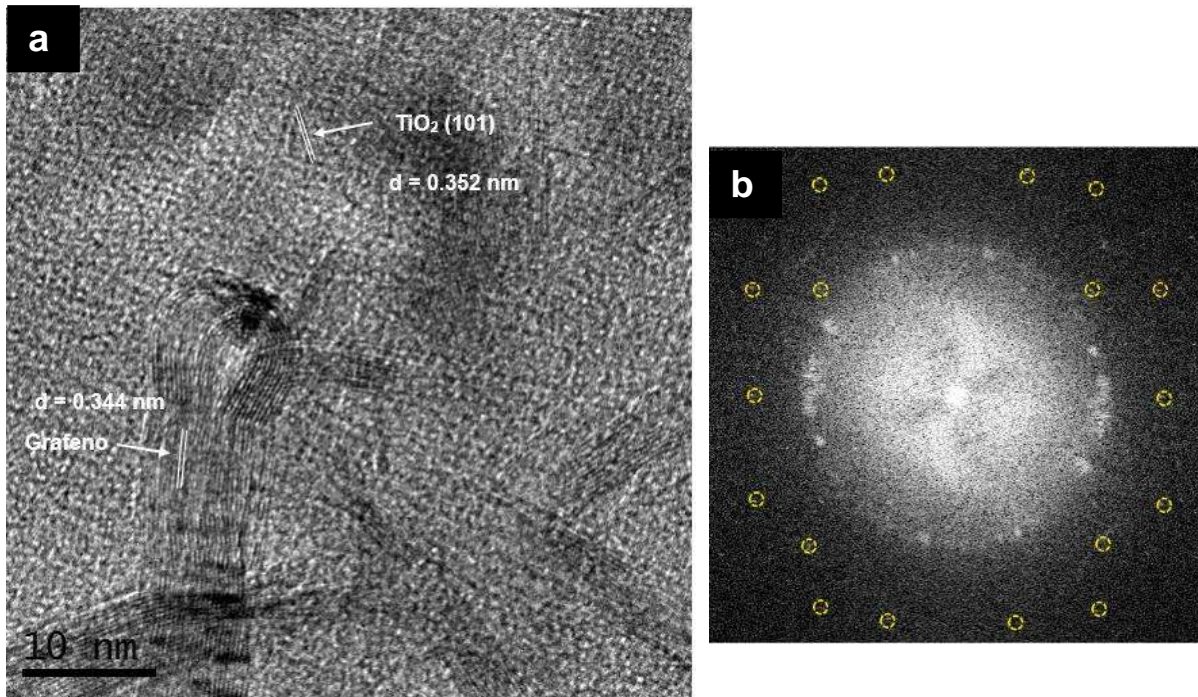 a
TiO₂ (101)
d = 0.352 nm
d = 0.344 nm
Grafeno
10 nm
b